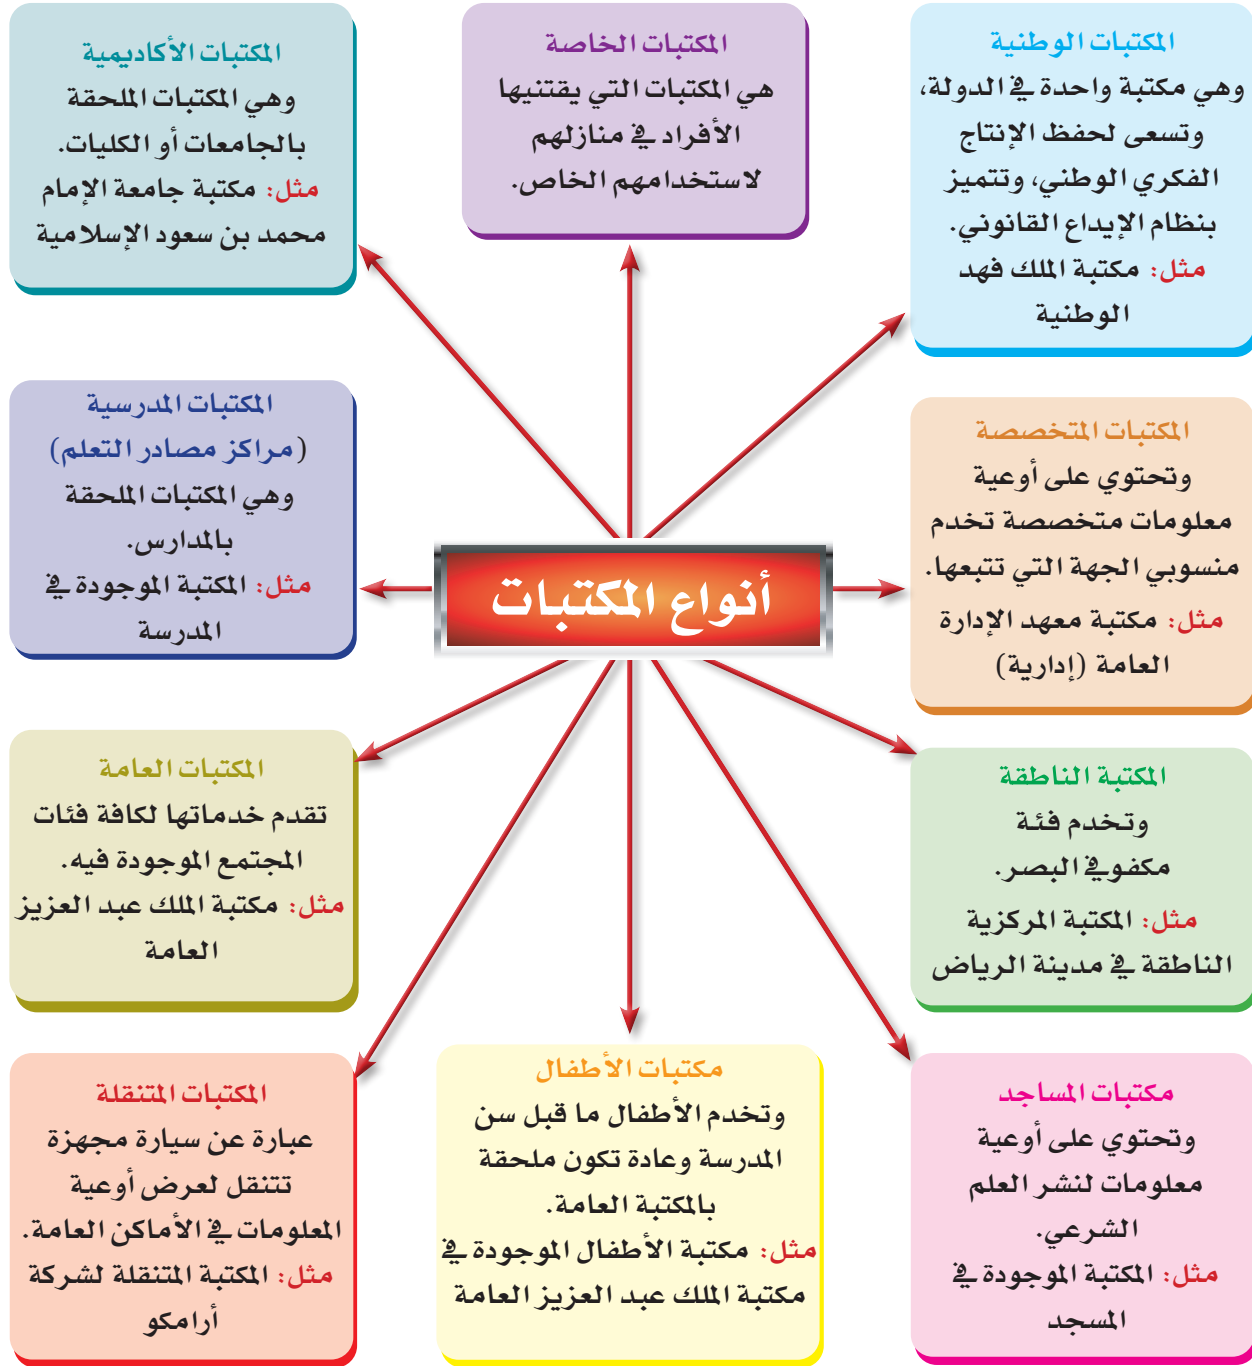 المكتبات الوطنية
وهي مكتبة واحدة في الدولة،
وتسعى لحفظ الإنتاج
الفكري الوطني، وتتميز
بنظام الإيداع القانوني.
مثل: مكتبة الملك فهد
الوطنية
المكتبات الخاصة
هي المكتبات التي يقتنيها
الأفراد في منازلهم
لاستخدامهم الخاص.
المكتبات الأكاديمية
وهي المكتبات الملحقة
بالجامعات أو الكليات.
مثل: مكتبة جامعة الإمام
محمد بن سعود الإسلامية
المكتبات المتخصصة
وتحتوي على أوعية
معلومات متخصصة تخدم
منسوبي الجهة التي تتبعها.
مثل: مكتبة معهد الإدارة
العامة (إدارية)
أنواع المكتبات
المكتبات المدرسية
(مراكز مصادر التعلم)
وهي المكتبات الملحقة
بالمدارس.
مثل: المكتبة الموجودة في
المدرسة
المكتبة الناطقة
وتخدم فئة
مكفوفي البصر.
مثل: المكتبة المركزية
الناطقة في مدينة الرياض
المكتبات العامة
تقدم خدماتها لكافة فئات
المجتمع الموجودة فيه.
مثل: مكتبة الملك عبد العزيز
العامة
مكتبات المساجد
وتحتوي على أوعية
معلومات لنشر العلم
الشرعي.
مثل: المكتبة الموجودة في
المسجد
مكتبات الأطفال
وتخدم الأطفال ما قبل سن
المدرسة وعادة تكون ملحقة
بالمكتبة العامة.
مثل: مكتبة الأطفال الموجودة في
مكتبة الملك عبد العزيز العامة
المكتبات المتنقلة
عبارة عن سيارة مجهزة
تتنقل لعرض أوعية
المعلومات في الأماكن العامة.
مثل: المكتبة المتنقلة لشركة
أرامكو